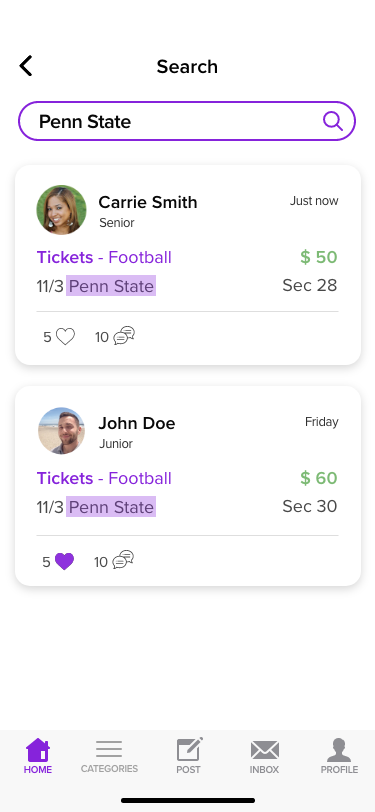 Search
Penn State
Carrie Smith
Just now
Senior
Tickets - Football
$ 50
11/3 Penn State
Sec 28
5
10
John Doe
Friday
Junior
Tickets - Football
$ 60
11/3 Penn State
Sec 30
5
10
HOME
CATEGORIES
POST
INBOX
PROFILE